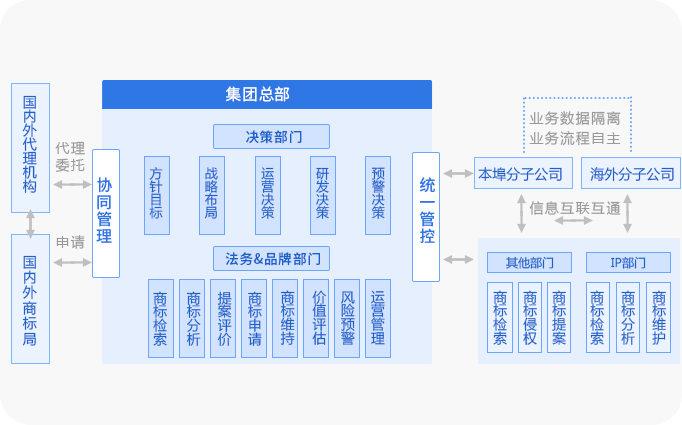 集团总部
决策部门
方针目标
战略布局
运营决策
研发决策
预警决策
法务&品牌部门
商标检索
商标分析
提案评价
商标申请
商标维持
价值评估
风险预警
运营管理
国内外代理机构
国内外商标局
代理
委托
申请
协同管理
统一管控
业务数据隔离
业务流程自主
本埠分子公司
海外分子公司
信息互联互通
其他部门
商标检索
商标侵权
商标提案
IP部门
商标检索
商标分析
商标维护